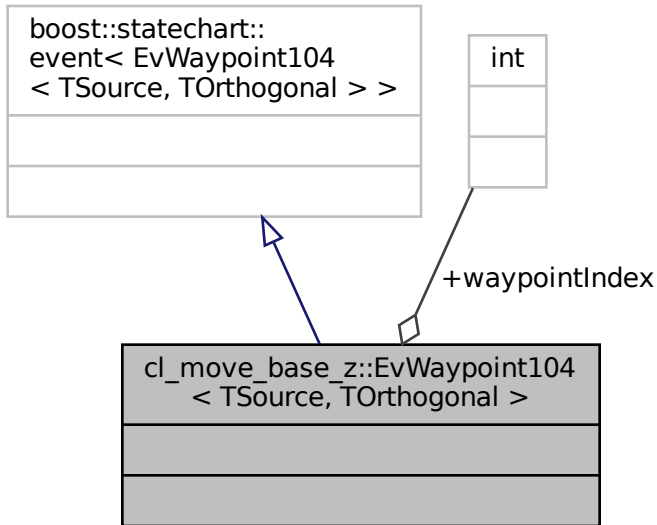 boost::statechart::
event< EvWaypoint104
< TSource, TOrthogonal > >
int
+waypointIndex
cl_move_base_z::EvWaypoint104
< TSource, TOrthogonal >